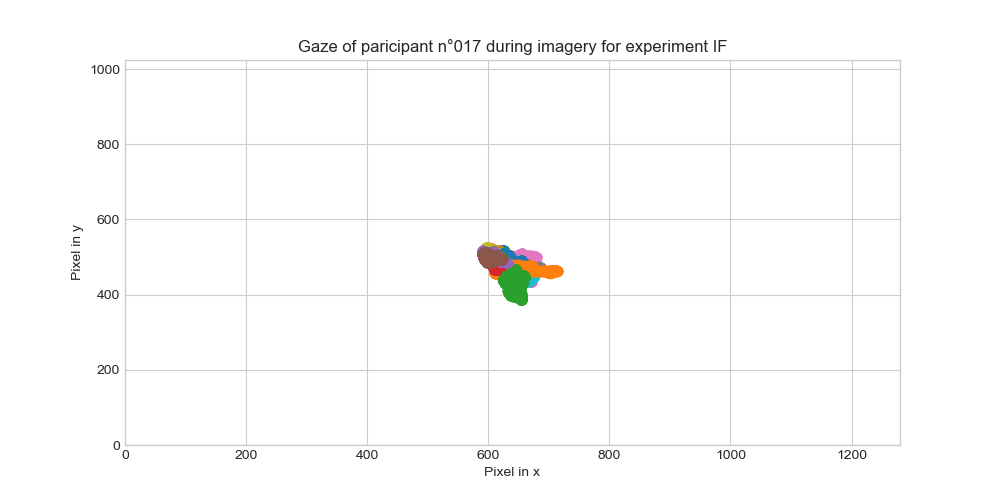 Gaze of paricipant n°017 during imagery for experiment IF
1000
800
600
400
200
0
Pixel in y
0 200 400 600 800 1000 1200
Pixel in x